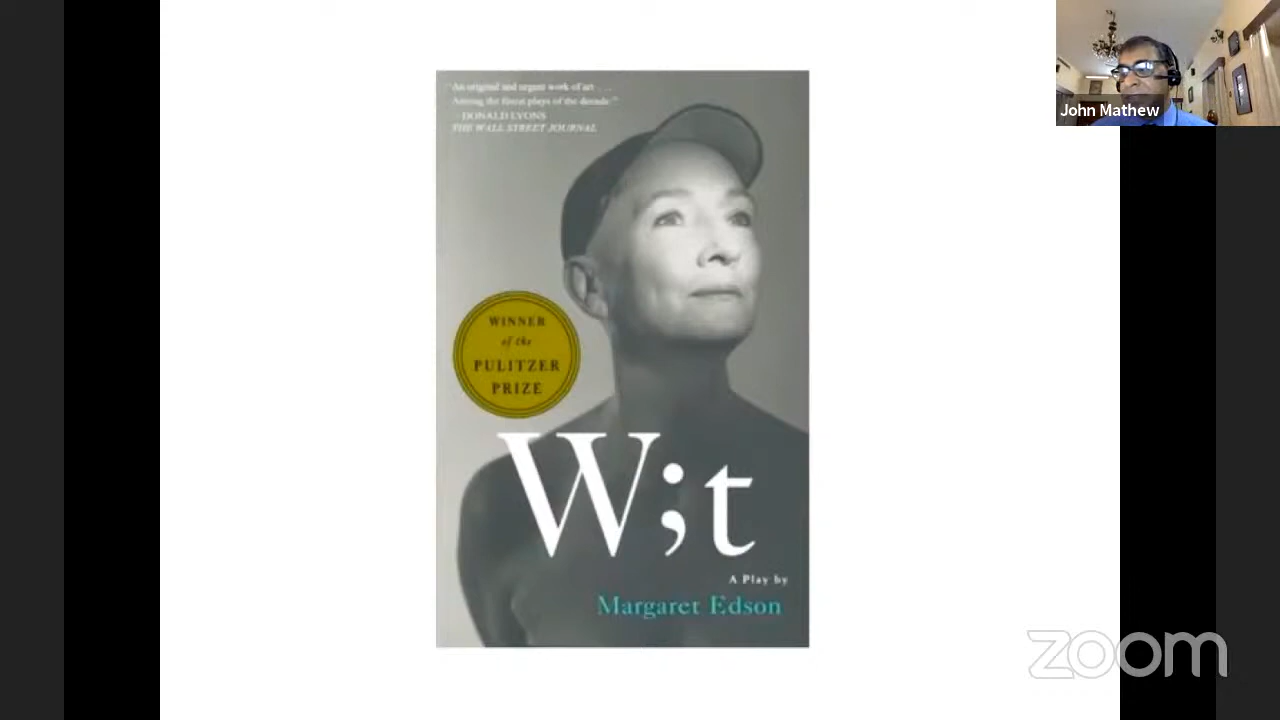 "An original and urgent work of art . . .
Among the finest plays of the decade."
—DONALD LYONS
THE WALL STREET JOURNAL
WINNER
of the
PULITZER
PRIZE
W;t
A Play by
Margaret Edson
John Mathew
zoom